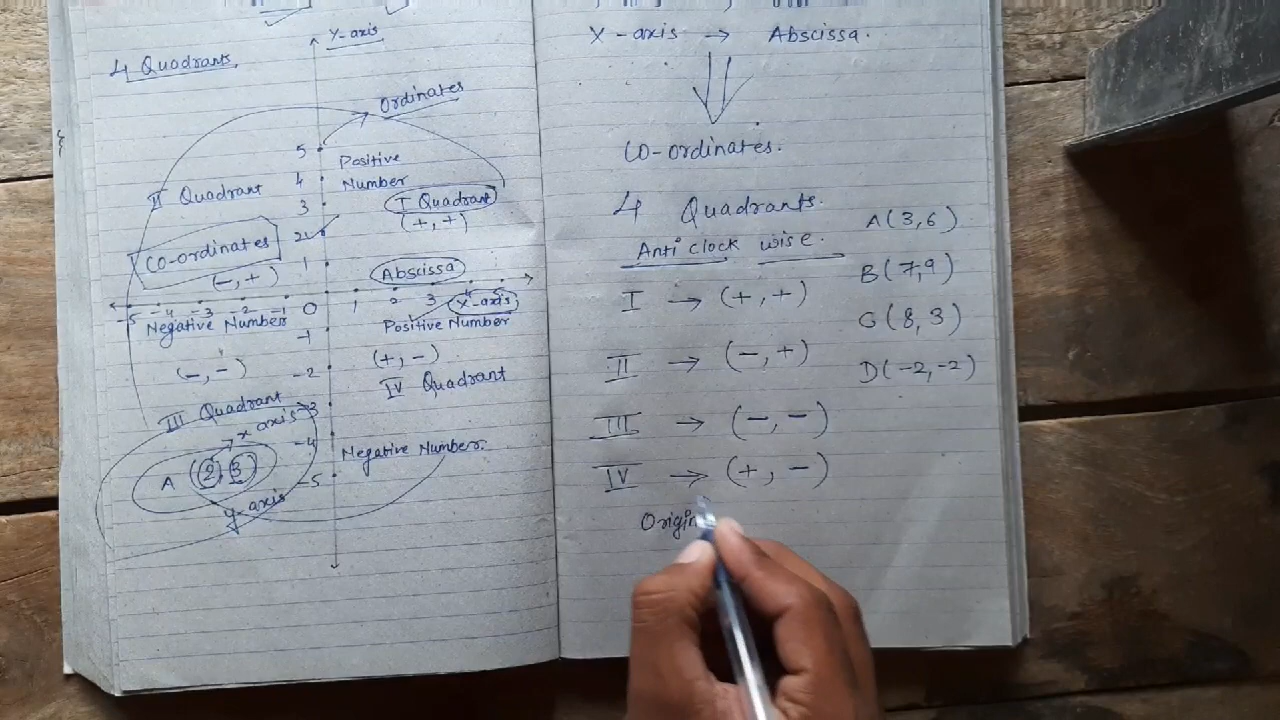 Y-axis
4 Quadrants.
Ordinates
5
Positive
4 Number
II Quadrant
I Quadrant
3
(+, +)
2
CO-ordinates
(-, +)
1
Abscissa
-5 -4 -3 -2 -1 0 1 2 3
X-axis
Negative Number
Positive Number
-1
(-, -)
(+, -)
-2
IV Quadrant
III Quadrant
-3
x axis
-4
Negative Number.
A (2, 3)
-5
y-axis
X-axis → Abscissa.
CO-ordinates.
4 Quadrants.
Anti clock wise.
I → (+, +)
II → (-, +)
III → (-, -)
IV → (+, -)
Origin
A(3,6)
B(7,9)
C(8,3)
D(-2,-2)